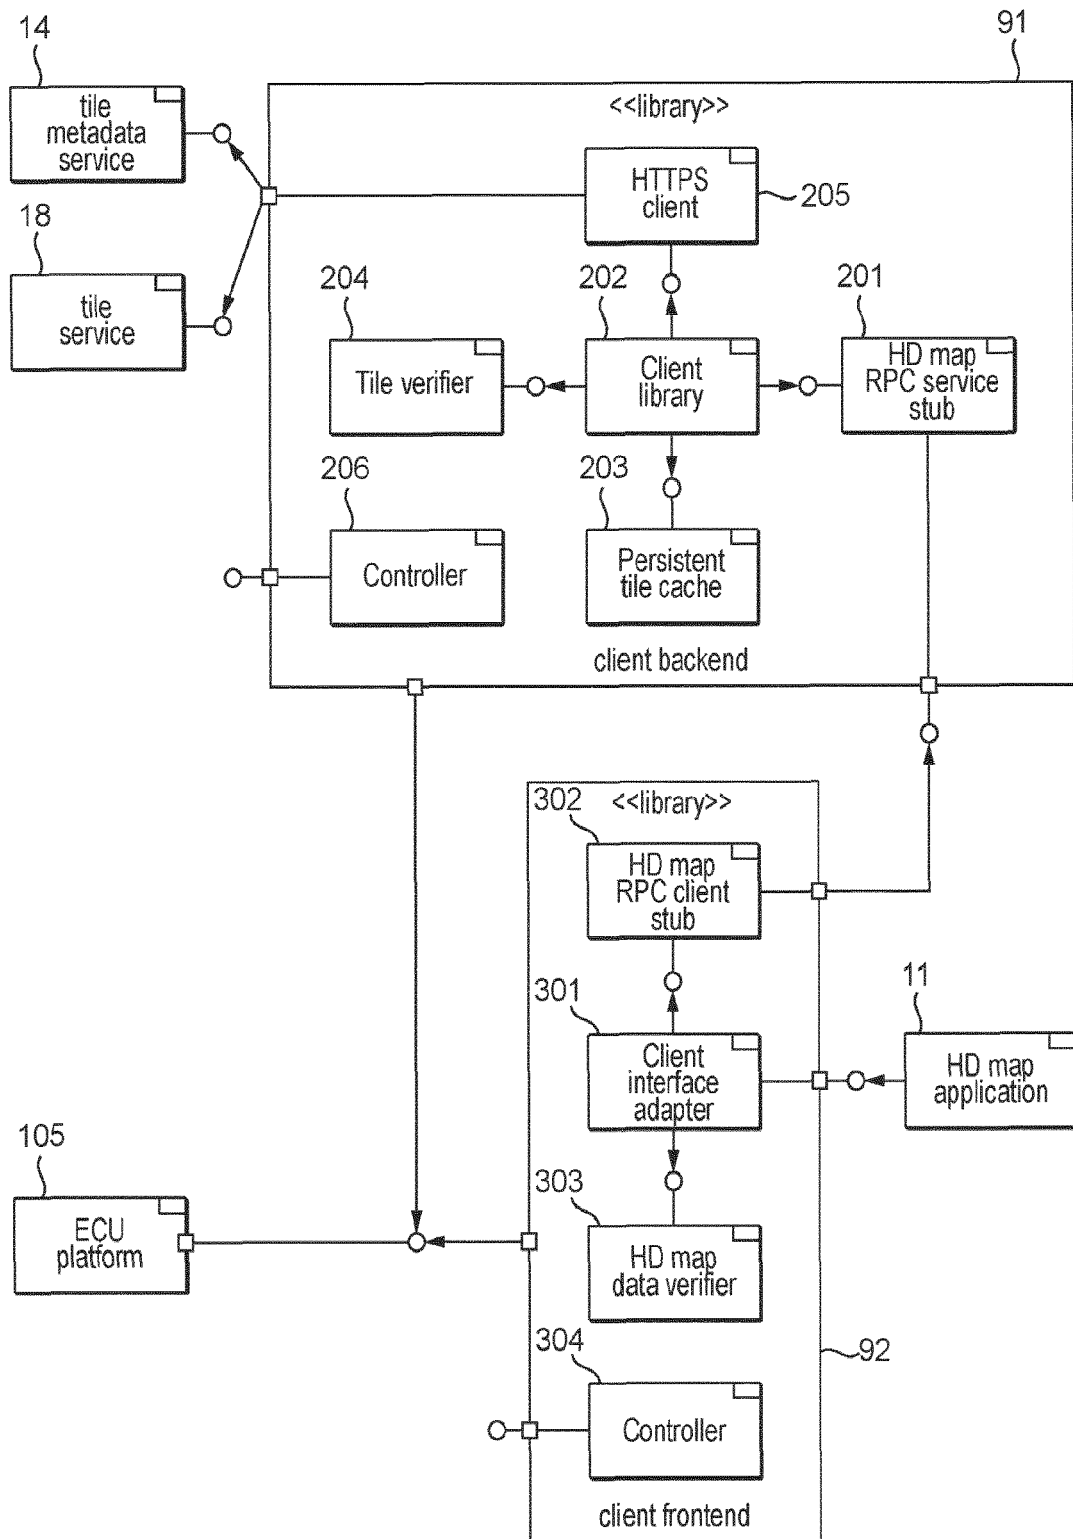 14
91
tile
metadata
service
<<library>>
HTTPS
client
205
18
tile
service
204
202
201
Tile verifier
Client
library
HD map
RPC service
stub
206
203
Controller
Persistent
tile cache
client backend
302
<<library>>
HD map
RPC client
stub
301
11
Client
interface
adapter
HD map
application
105
ECU
platform
303
HD map
data verifier
304
92
Controller
client frontend